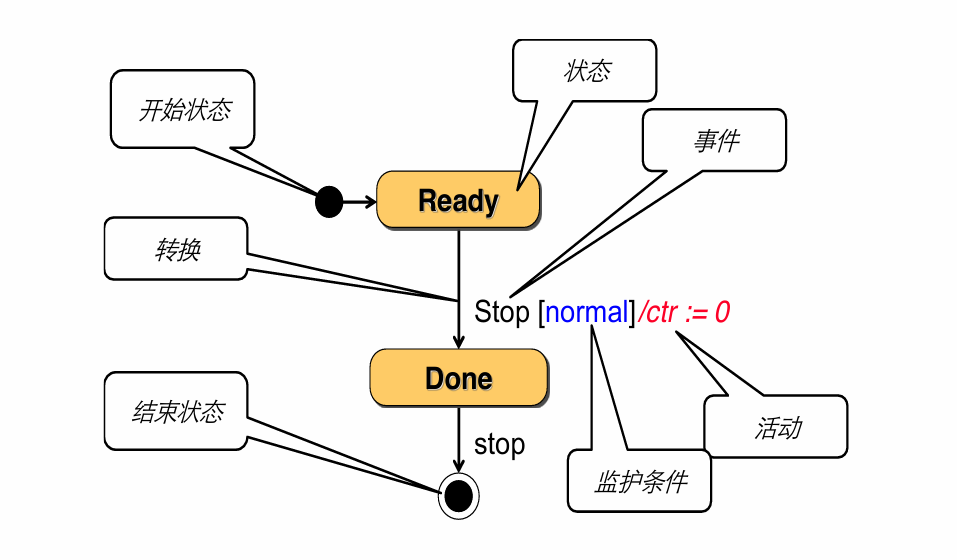 状态
开始状态
事件
Ready
转换
Stop [normal]/ctr := 0
Done
结束状态
活动
stop
监护条件